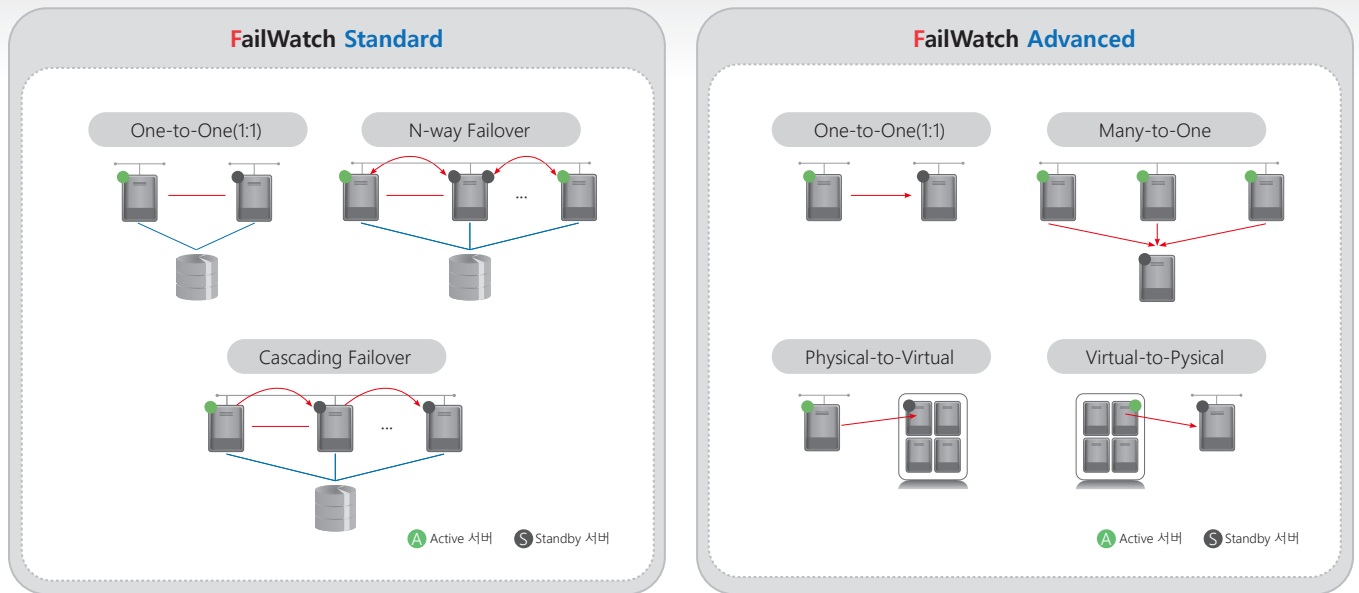 FailWatch Standard
One-to-One(1:1)
N-way Failover
...
Cascading Failover
...
A Active 서버
S Standby 서버
FailWatch Advanced
One-to-One(1:1)
Many-to-One
Physical-to-Virtual
Virtual-to-Pysical
A Active 서버
S Standby 서버